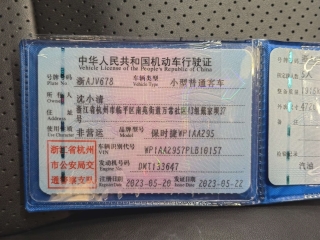 中华人民共和国机动车行驶证
Vehicle License of the People's Republic of China
号牌号码 浙AJV678 车辆类型 小型普通客车
Plate No. Vehicle Type
所有人 沈小清
Owner
住址 浙江省杭州市临平区南苑街道万常社区
Address
使用性质 非营运 品牌型号 保时捷WP1AA295
Use Character Model
浙江省杭州市公安局交通警察支队
车辆识别代号 WP1AA2957PLB10157
VIN
发动机号码 DMT133647
Engine No.
注册日期 2023-05-20 发证日期 2023-05-22
Register Date Issue Date
汽油